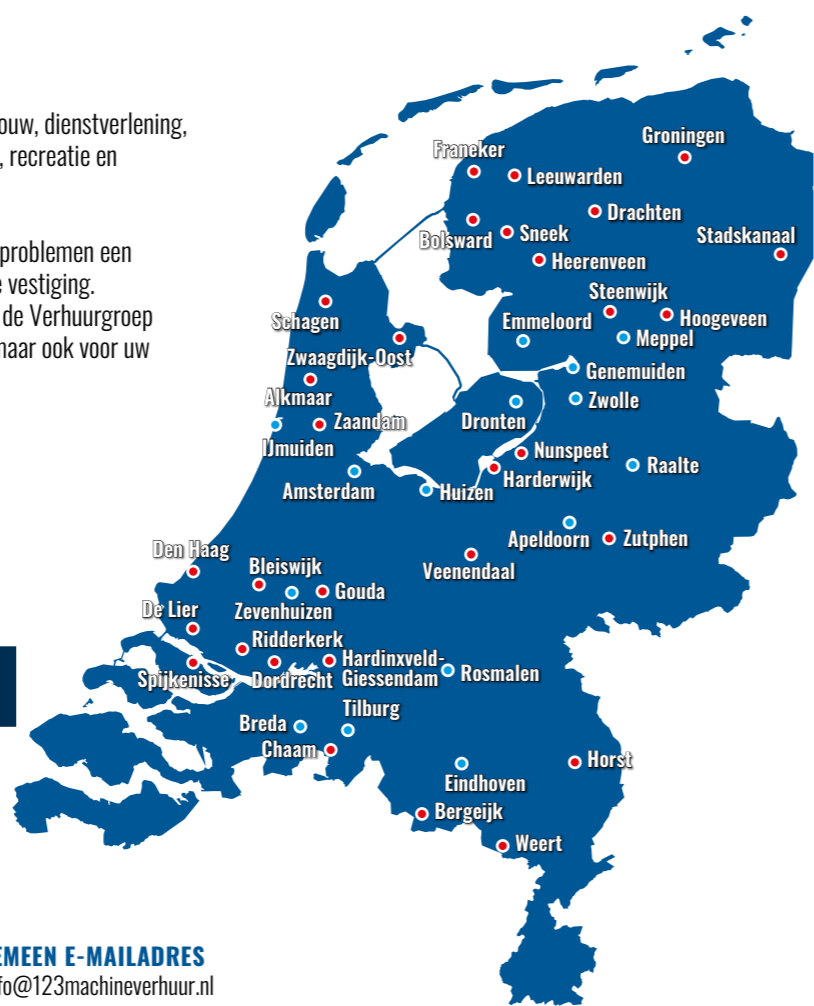 ouw, dienstverlening,
, recreatie en
problemen een
e vestiging.
de Verhuurgroep
naar ook voor uw
Groningen
Franeker
Leeuwarden
Drachten
Bolsward
Sneek
Stadskanaal
Heerenveen
Steenwijk
Schagen
Emmeloord
Hoogeveen
Meppel
Zwaagdijk-Oost
Genemuiden
Alkmaar
Zwolle
Dronten
Zaandam
IJmuiden
Nunspeet
Raalte
Harderwijk
Amsterdam
Huizen
Apeldoorn
Zutphen
Den Haag
Bleiswijk
Veenendaal
Gouda
Zevenhuizen
De Lier
Ridderkerk
Hardinxveld-
Giessendam
Spijkenisse
Dordrecht
Rosmalen
Tilburg
Breda
Chaam
Horst
Eindhoven
Bergeijk
Weert
EMEEN E-MAILADRES
fo@123machineverhuur.nl